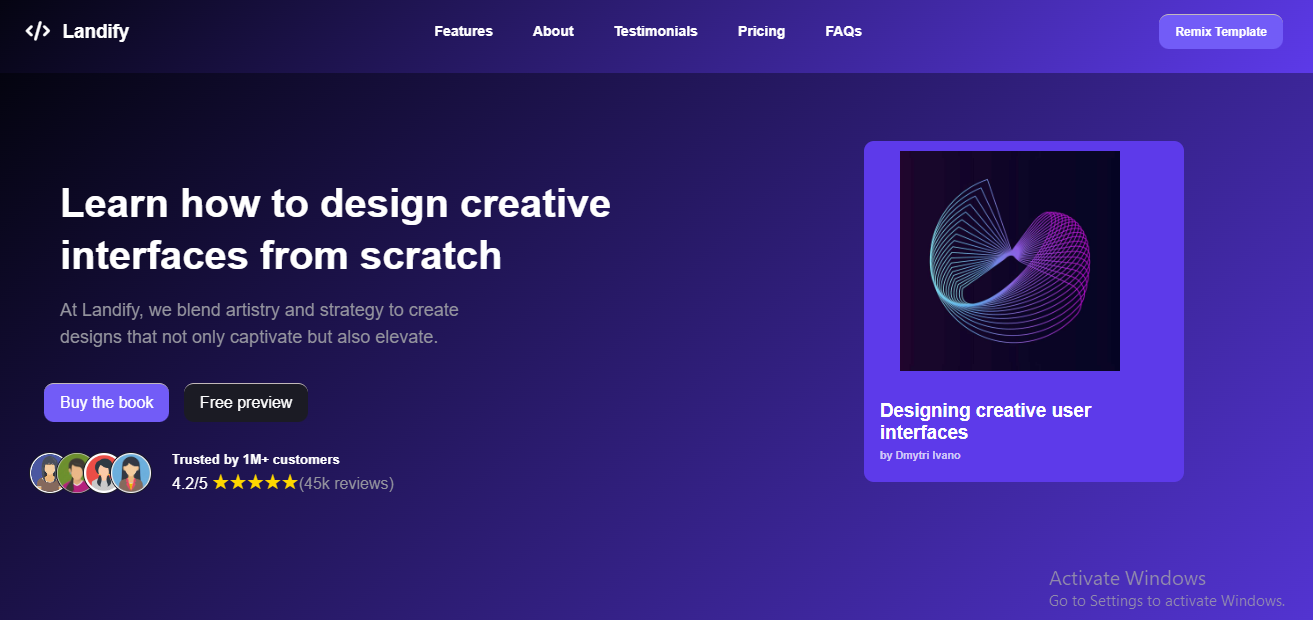 Landify
Features
About
Testimonials
Pricing
FAQs
Remix Template
Learn how to design creative
interfaces from scratch
At Landify, we blend artistry and strategy to create
designs that not only captivate but also elevate.
Buy the book
Free preview
Trusted by 1M+ customers
4.2/5 ★★★★★(45k reviews)
Designing creative user
interfaces
by Dmytri Ivano
Activate Windows
Go to Settings to activate Windows.